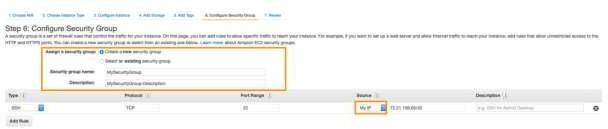 1. Choose AMI 2. Choose Instance Type 3. Configure Instance 4. Add Storage 5. Add Tags 6. Configure Security Group 7. Review
Step 6: Configure Security Group
A security group is a set of firewall rules that control the traffic for your instance. On this page, you can add rules to allow specific traffic to reach your instance. For example, if you want to set up a web server and allow Internet traffic to reach your instance, add rules that allow unrestricted access to the
HTTP and HTTPS ports. You can create a new security group or select from an existing one below. Learn more about Amazon EC2 security groups.
Assign a security group: Create a new security group
Select an existing security group
Security group name: MySecurityGroup
Description: MySecurityGroup Description
Type Protocol Port Range Source Description
SSH TCP 22 My IP e.g. SSH for Admin Desktop
Add Rule